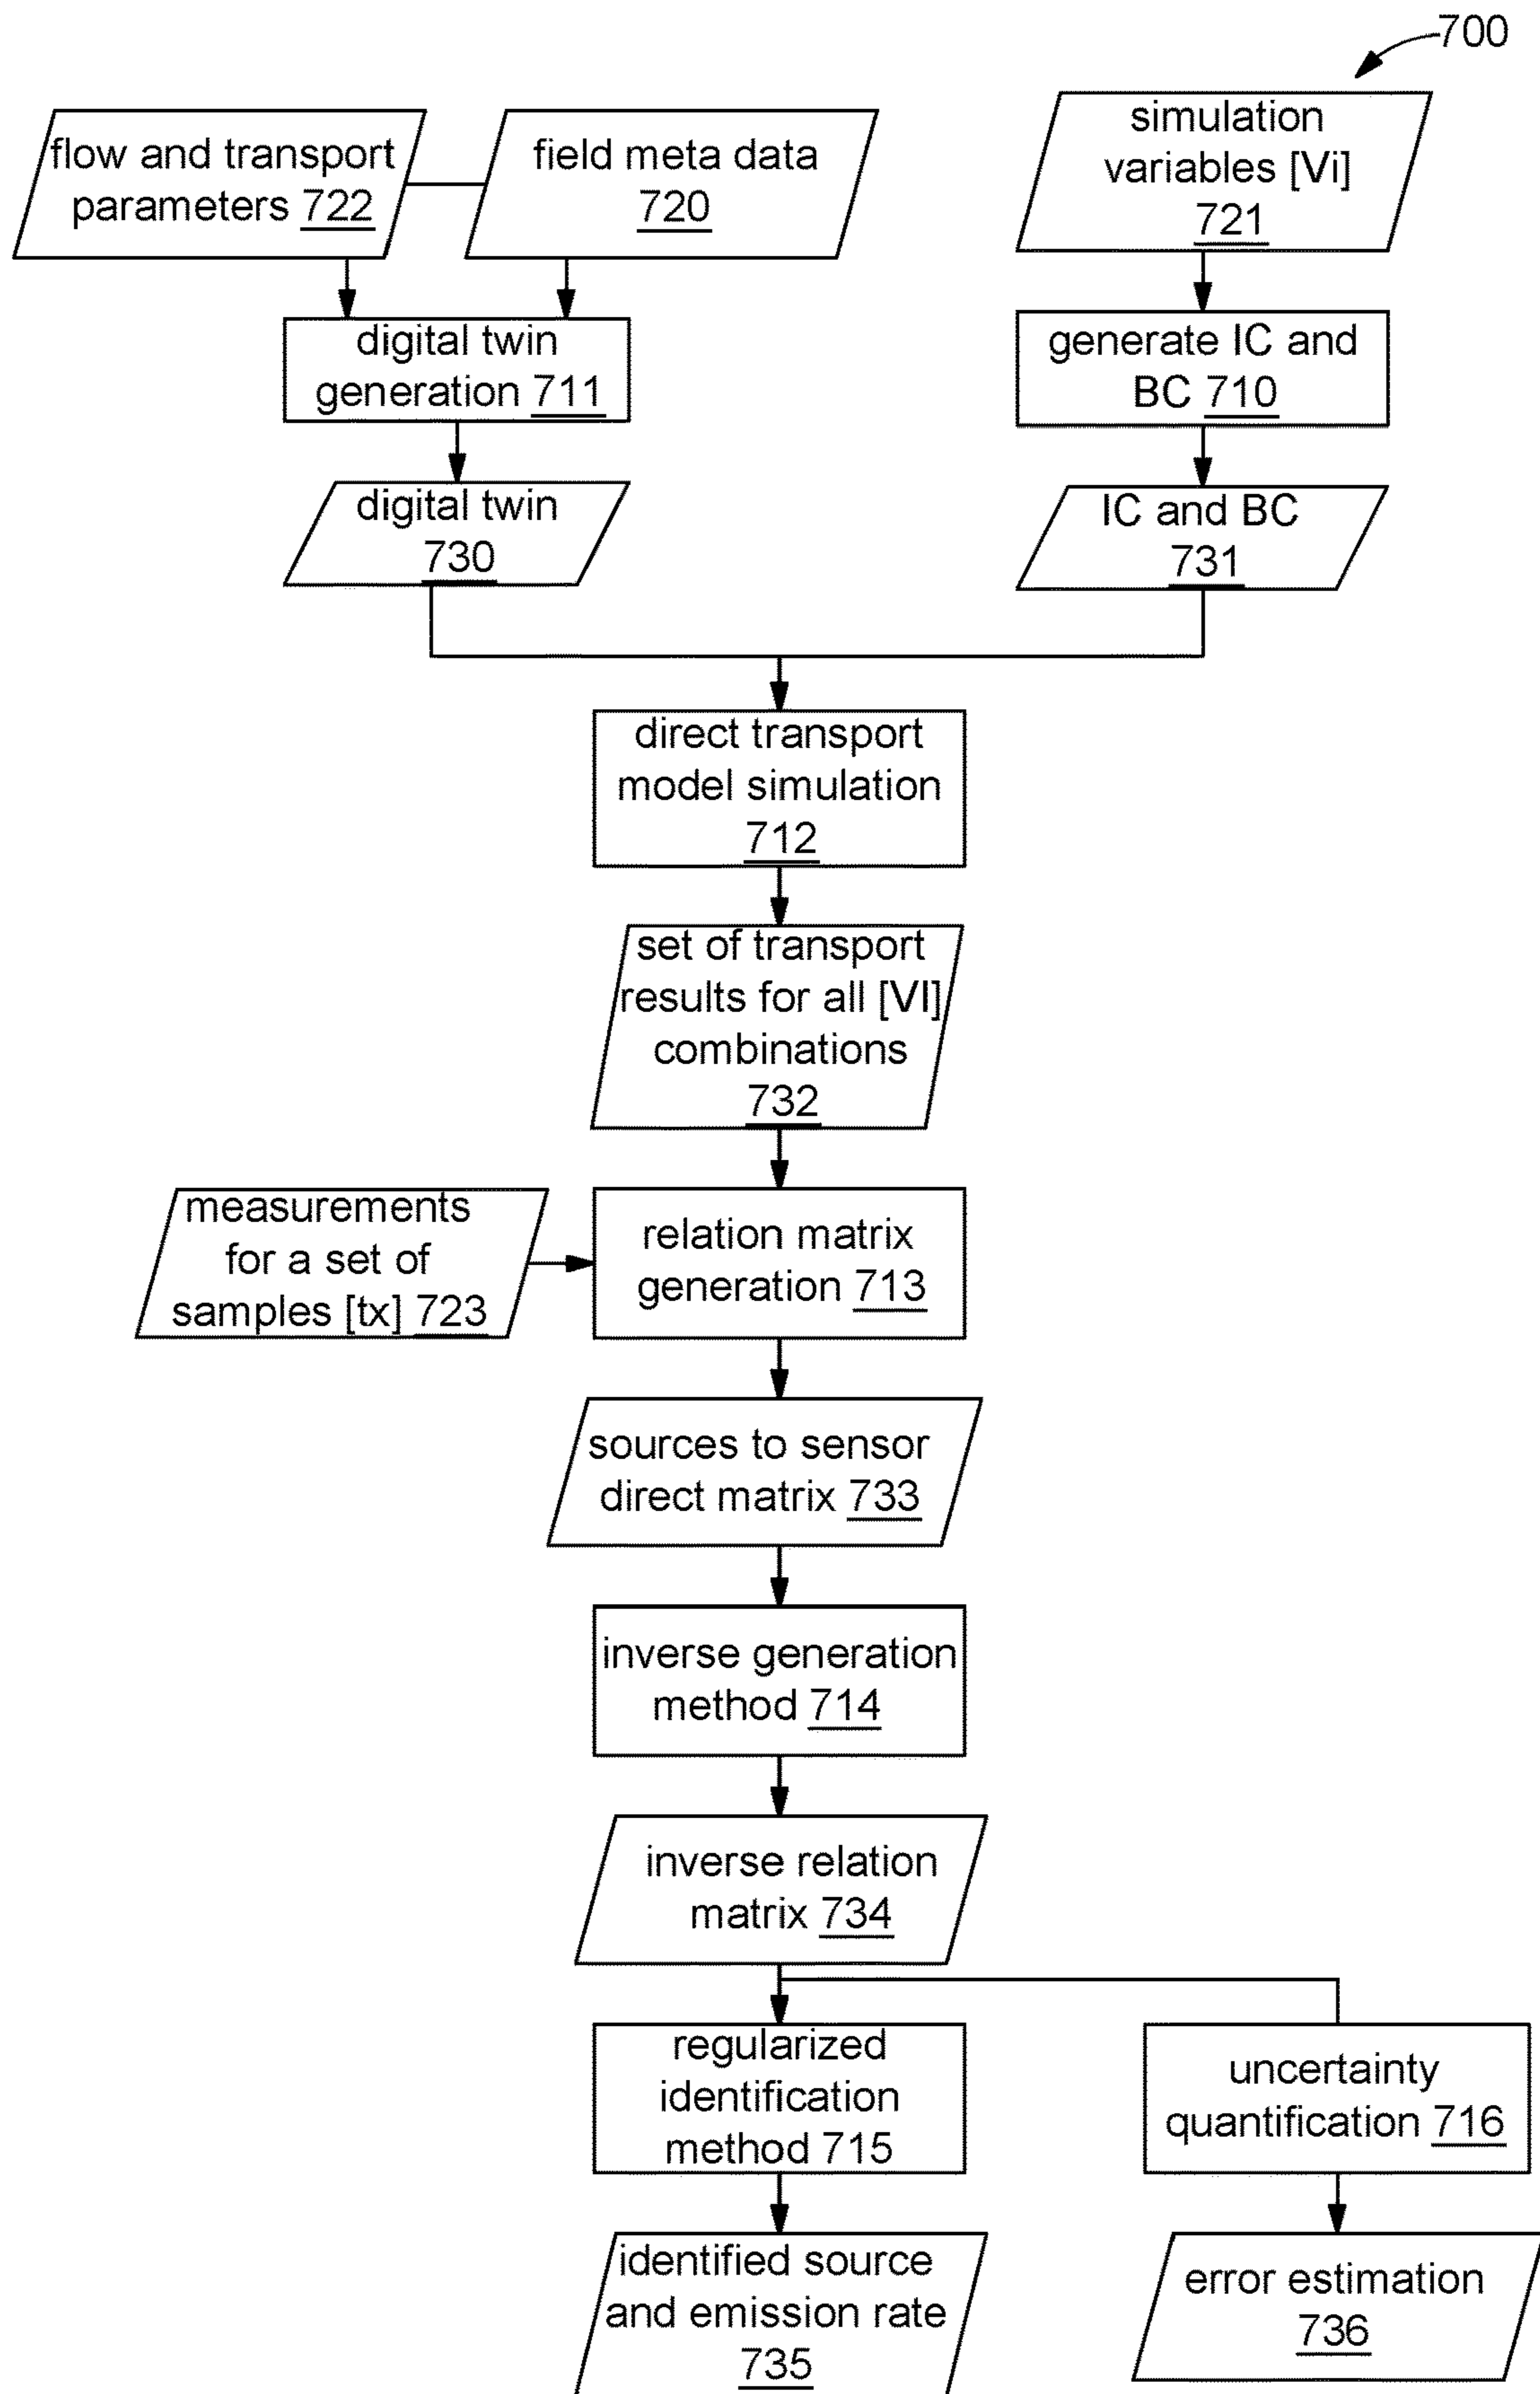 700
flow and transport
parameters 722
field meta data
720
simulation
variables [Vi]
721
digital twin
generation 711
generate IC and
BC 710
digital twin
730
IC and BC
731
direct transport
model simulation
712
set of transport
results for all [VI]
combinations
732
measurements
for a set of
samples [tx] 723
relation matrix
generation 713
sources to sensor
direct matrix 733
inverse generation
method 714
inverse relation
matrix 734
regularized
identification
method 715
uncertainty
quantification 716
identified source
and emission rate
735
error estimation
736